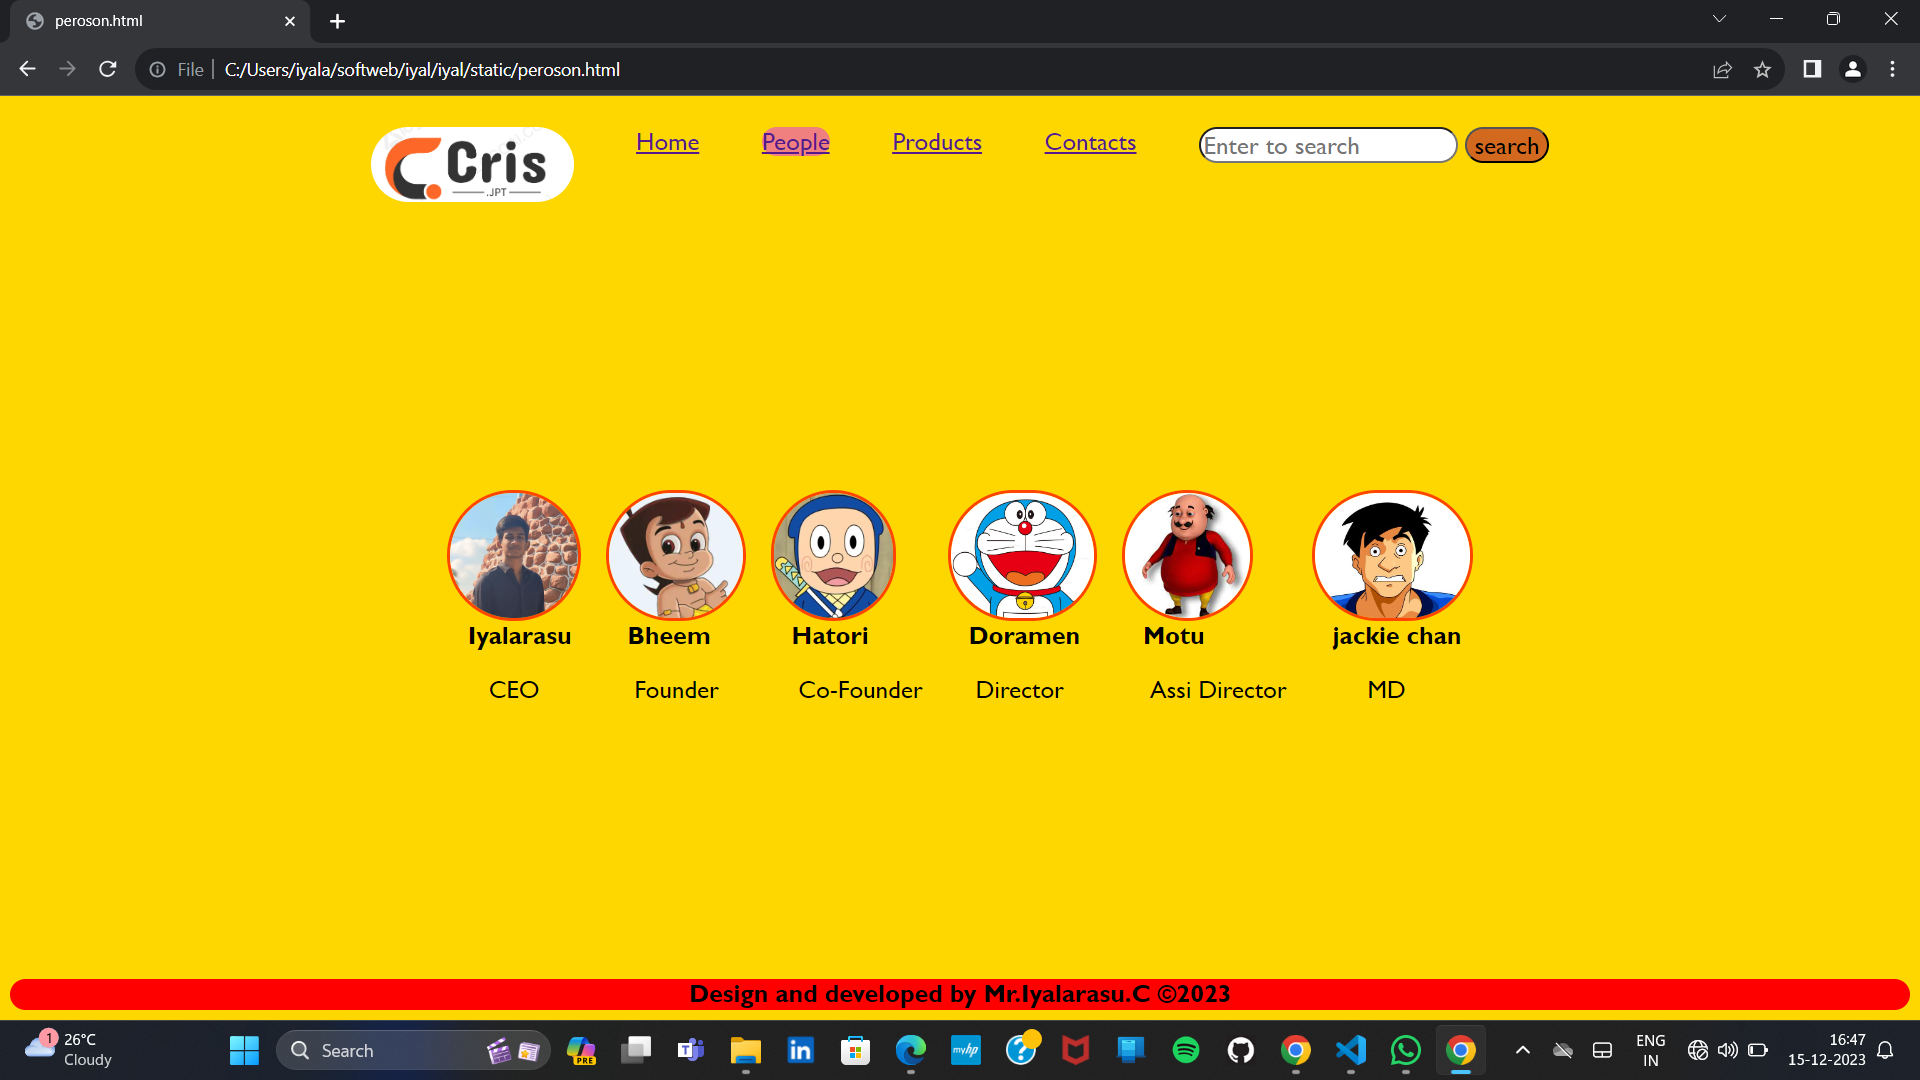 peroson.html
File
C:/Users/iyala/softweb/iyal/iyal/static/peroson.html
Cris
.JPT
Home
People
Products
Contacts
Enter to search
search
Iyalarasu
Bheem
Hatori
Doramen
Motu
jackie chan
CEO
Founder
Co-Founder
Director
Assi Director
MD
Design and developed by Mr.Iyalarasu.C ©2023
1
26°C
Cloudy
Search
PRE
myhp
ENG
IN
16:47
15-12-2023